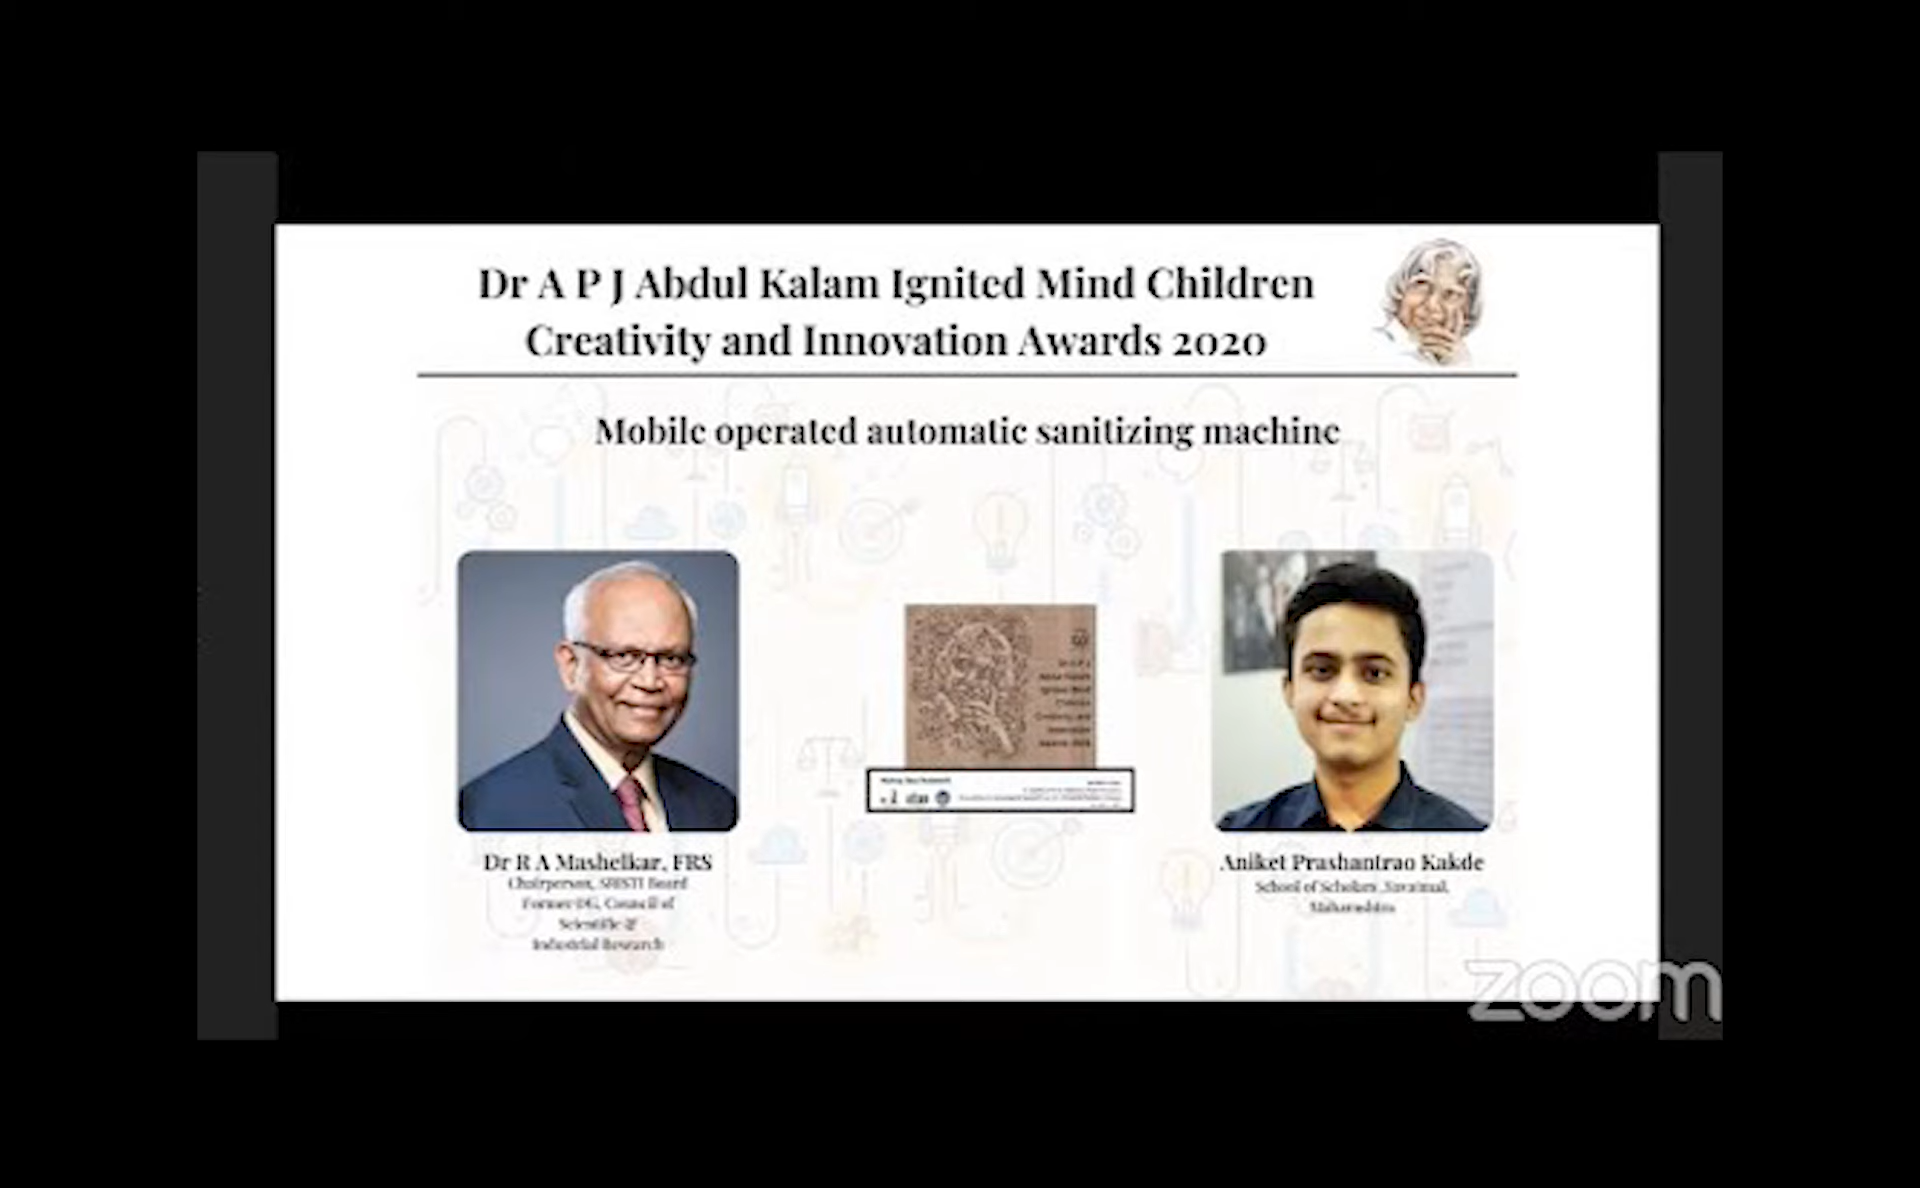 Dr A P J Abdul Kalam Ignited Mind Children
Creativity and Innovation Awards 2020
Mobile operated automatic sanitizing machine
Dr R A Mashelkar, FRS
Chairperson, SRISTI Board
Former DG, Council of
Scientific &
Industrial Research
Aniket Prashantrao Kakde
School of Scholars, Yavatmal,
Maharashtra
zoom